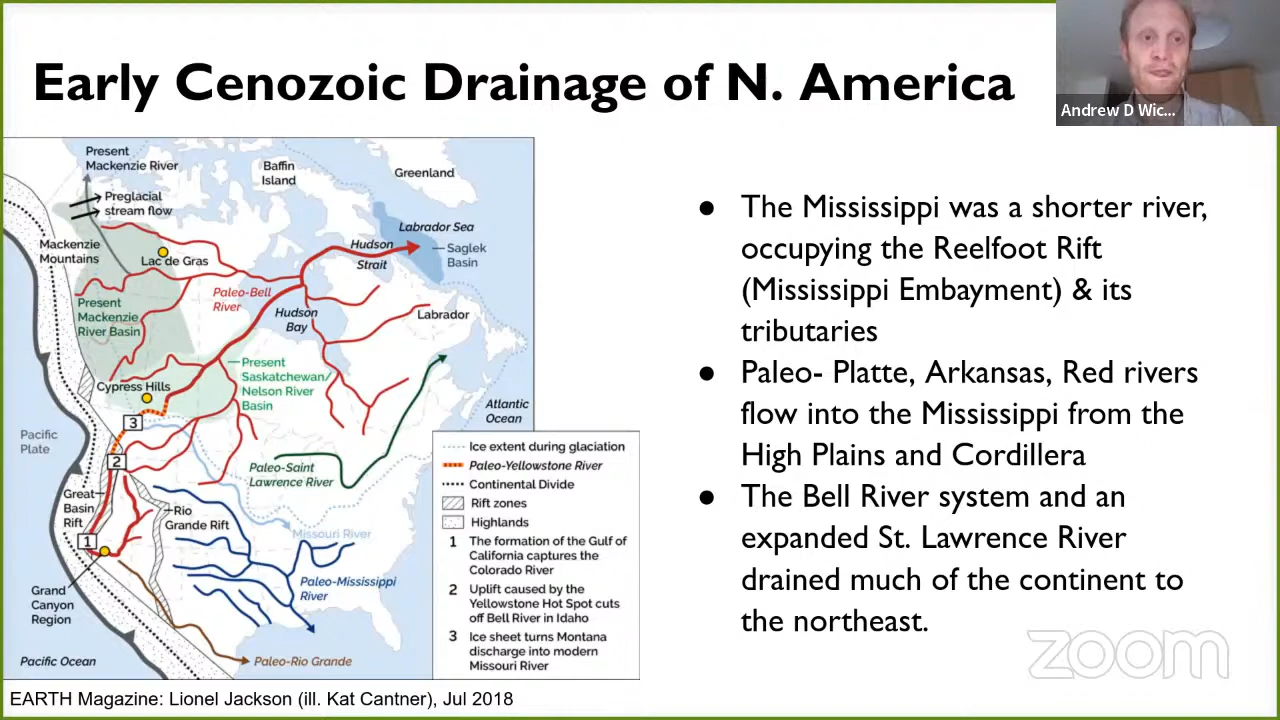 Early Cenozoic Drainage of N. America
Andrew D Wic...
Present
Mackenzie River
Preglacial
stream flow
Mackenzie
Mountains
Lac de Gras
Baffin
Island
Greenland
Labrador Sea
Saglek
Basin
Hudson
Strait
Paleo-Bell
River
Hudson
Bay
Labrador
Present
Mackenzie
River Basin
Cypress Hills
Present
Saskatchewan/
Nelson River
Basin
Atlantic
Ocean
Pacific
Plate
3
2
Paleo-Saint
Lawrence River
Great
Basin
Rift
Rio
Grande Rift
Missouri River
1
Paleo-Mississippi
River
Grand
Canyon
Region
Pacific Ocean
Paleo-Rio Grande
Ice extent during glaciation
Paleo-Yellowstone River
Continental Divide
Rift zones
Highlands
1 The formation of the Gulf of
California captures the
Colorado River
2 Uplift caused by the
Yellowstone Hot Spot cuts
off Bell River in Idaho
3 Ice sheet turns Montana
discharge into modern
Missouri River
EARTH Magazine: Lionel Jackson (ill. Kat Cantner), Jul 2018
● The Mississippi was a shorter river,
occupying the Reelfoot Rift
(Mississippi Embayment) & its
tributaries
● Paleo- Platte, Arkansas, Red rivers
flow into the Mississippi from the
High Plains and Cordillera
● The Bell River system and an
expanded St. Lawrence River
drained much of the continent to
the northeast.
zoom